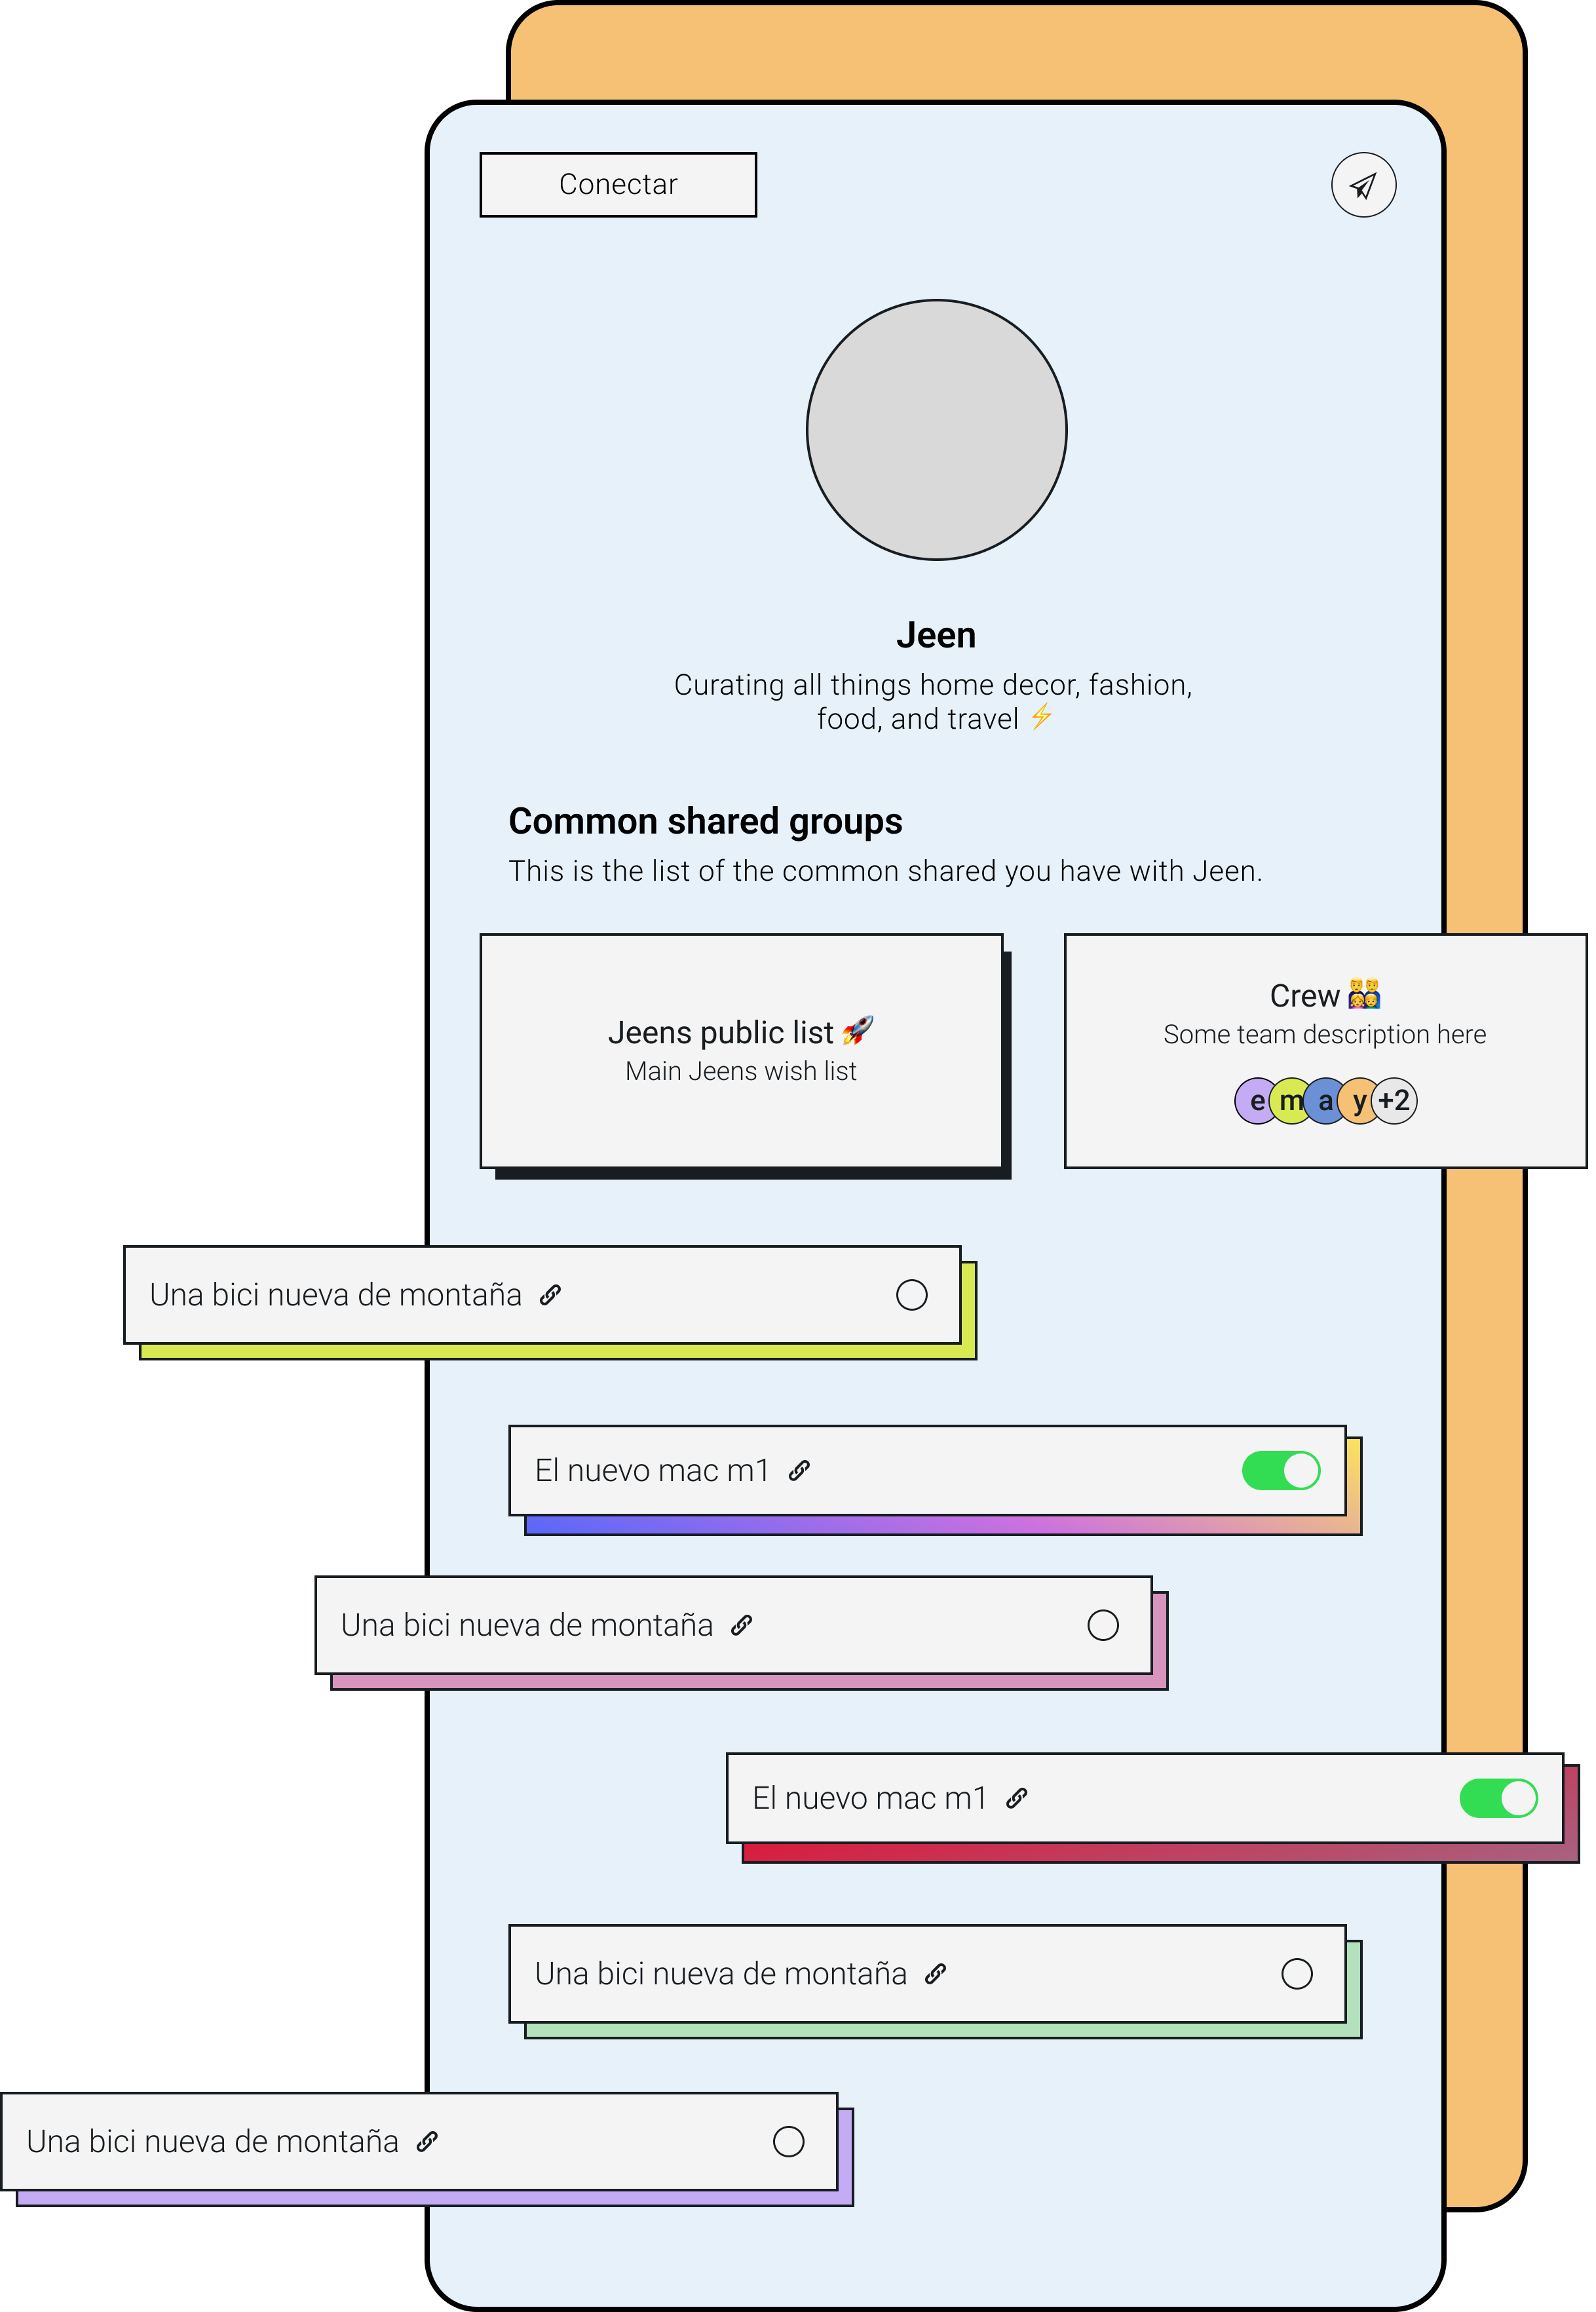 Conectar
Jeen
Curating all things home decor, fashion,
food, and travel ⚡
Common shared groups
This is the list of the common shared you have with Jeen.
Jeens public list 🚀
Main Jeens wish list
Crew 👨‍👨‍👧‍👦
Some team description here
e m a y +2
Una bici nueva de montaña
El nuevo mac m1
Una bici nueva de montaña
El nuevo mac m1
Una bici nueva de montaña
Una bici nueva de montaña